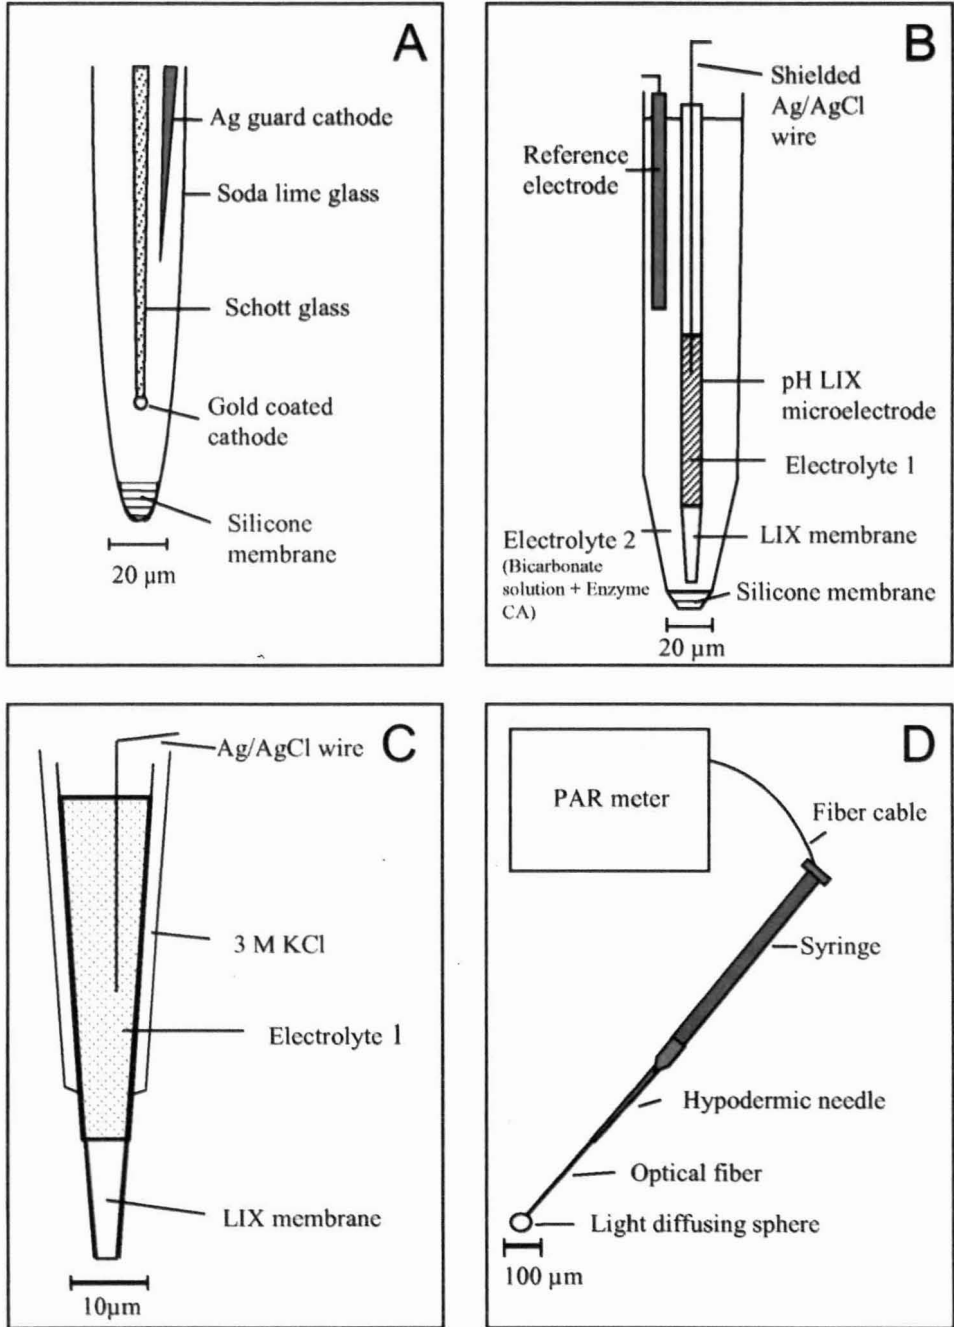 A
Ag guard cathode
Soda lime glass
Schott glass
Gold coated
cathode
Silicone
membrane
20 µm
B
Shielded
Ag/AgCl
wire
Reference
electrode
pH LIX
microelectrode
Electrolyte 1
LIX membrane
Electrolyte 2
(Bicarbonate
solution + Enzyme
CA)
Silicone membrane
20 µm
C
Ag/AgCl wire
3 M KCl
Electrolyte 1
LIX membrane
10µm
D
PAR meter
Fiber cable
Syringe
Hypodermic needle
Optical fiber
Light diffusing sphere
100 µm